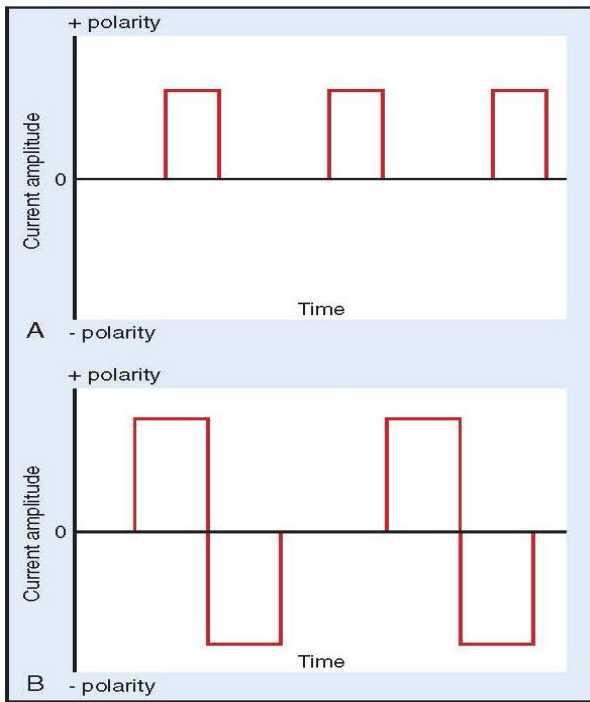 + polarity
Current amplitude
0
Time
A
- polarity
+ polarity
Current amplitude
0
Time
B
- polarity